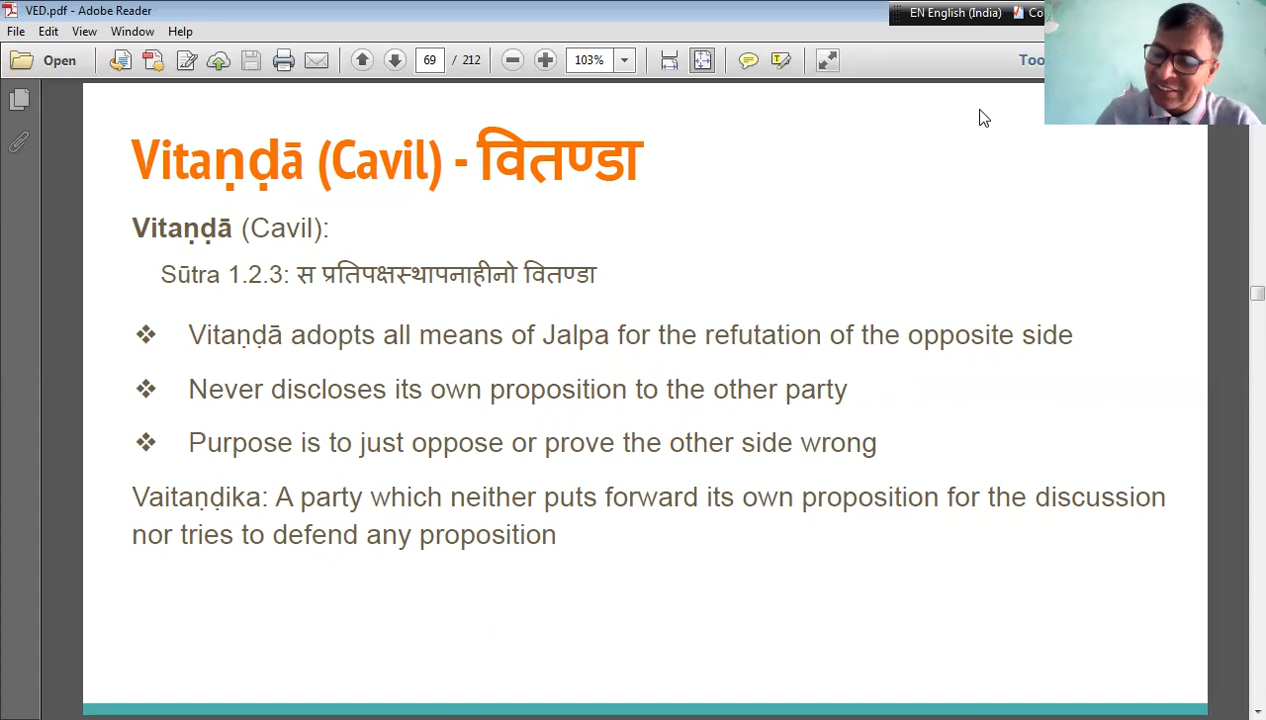 VED.pdf - Adobe Reader
EN English (India)
Co
File Edit View Window Help
Open
69 / 212
103%
Too
Vitaṇḍā (Cavil) - वितण्डा
Vitaṇḍā (Cavil):
Sūtra 1.2.3: स प्रतिपक्षस्थापनाहीनो वितण्डा
❖ Vitaṇḍā adopts all means of Jalpa for the refutation of the opposite side
❖ Never discloses its own proposition to the other party
❖ Purpose is to just oppose or prove the other side wrong
Vaitaṇḍika: A party which neither puts forward its own proposition for the discussion
nor tries to defend any proposition